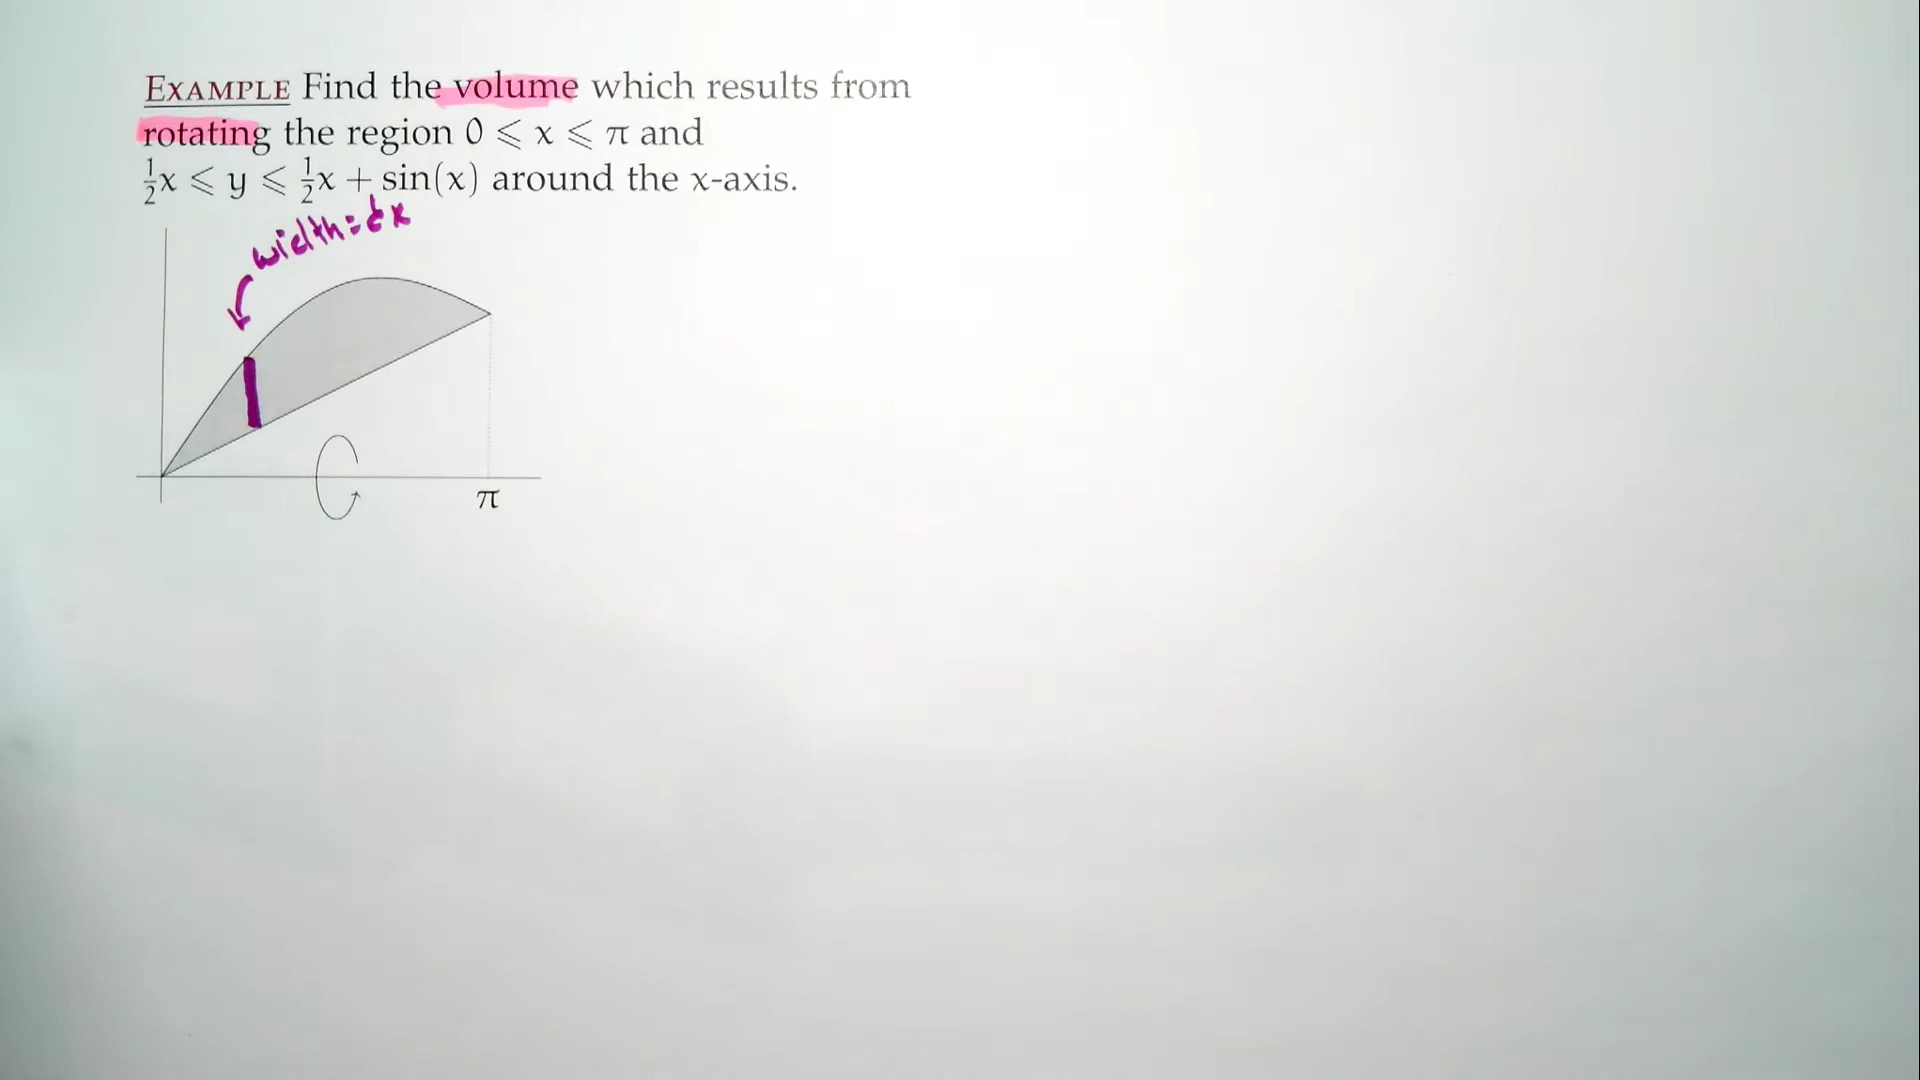 EXAMPLE Find the volume which results from
rotating the region 0 ⩽ x ⩽ π and
½x ⩽ y ⩽ ½x + sin(x) around the x-axis.
width=dx
π